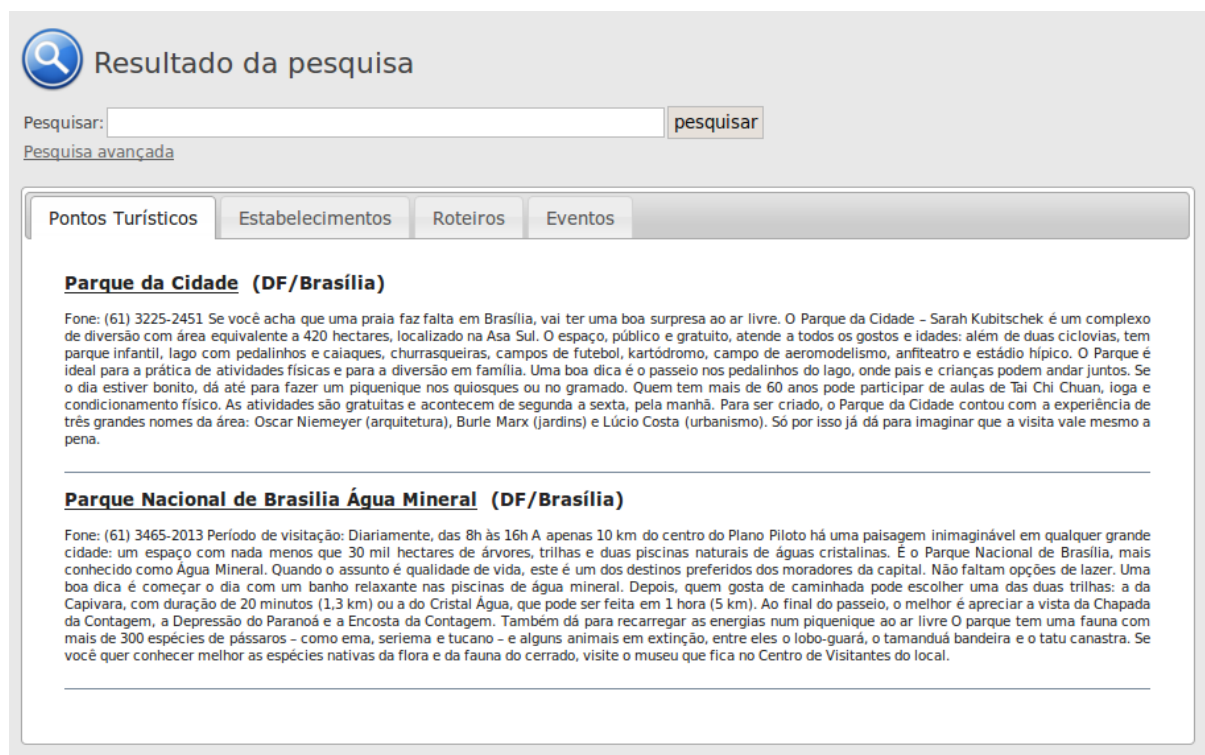 Resultado da pesquisa
Pesquisar:
pesquisar
Pesquisa avançada
Pontos Turísticos
Estabelecimentos
Roteiros
Eventos
Parque da Cidade (DF/Brasília)
Fone: (61) 3225-2451 Se você acha que uma praia faz falta em Brasília, vai ter uma boa surpresa ao ar livre. O Parque da Cidade – Sarah Kubitschek é um complexo
de diversão com área equivalente a 420 hectares, localizado na Asa Sul. O espaço, público e gratuito, atende a todos os gostos e idades: além de duas ciclovias, tem
parque infantil, lago com pedalinhos e caiaques, churrasqueiras, campos de futebol, kartódromo, campo de aeromodelismo, anfiteatro e estádio hípico. O Parque é
ideal para a prática de atividades físicas e para a diversão em família. Uma boa dica é o passeio nos pedalinhos do lago, onde pais e crianças podem andar juntos. Se
o dia estiver bonito, dá até para fazer um piquenique nos quiosques ou no gramado. Quem tem mais de 60 anos pode participar de aulas de Tai Chi Chuan, ioga e
condicionamento físico. As atividades são gratuitas e acontecem de segunda a sexta, pela manhã. Para ser criado, o Parque da Cidade contou com a experiência de
três grandes nomes da área: Oscar Niemeyer (arquitetura), Burle Marx (jardins) e Lúcio Costa (urbanismo). Só por isso já dá para imaginar que a visita vale mesmo a
pena.
Parque Nacional de Brasilia Água Mineral (DF/Brasília)
Fone: (61) 3465-2013 Período de visitação: Diariamente, das 8h às 16h A apenas 10 km do centro do Plano Piloto há uma paisagem inimaginável em qualquer grande
cidade: um espaço com nada menos que 30 mil hectares de árvores, trilhas e duas piscinas naturais de águas cristalinas. É o Parque Nacional de Brasília, mais
conhecido como Água Mineral. Quando o assunto é qualidade de vida, este é um dos destinos preferidos dos moradores da capital. Não faltam opções de lazer. Uma
boa dica é começar o dia com um banho relaxante nas piscinas de água mineral. Depois, quem gosta de caminhada pode escolher uma das duas trilhas: a da
Capivara, com duração de 20 minutos (1,3 km) ou a do Cristal Água, que pode ser feita em 1 hora (5 km). Ao final do passeio, o melhor é apreciar a vista da Chapada
da Contagem, a Depressão do Paranoá e a Encosta da Contagem. Também dá para recarregar as energias num piquenique ao ar livre O parque tem uma fauna com
mais de 300 espécies de pássaros – como ema, seriema e tucano – e alguns animais em extinção, entre eles o lobo-guará, o tamanduá bandeira e o tatu canastra. Se
você quer conhecer melhor as espécies nativas da flora e da fauna do cerrado, visite o museu que fica no Centro de Visitantes do local.